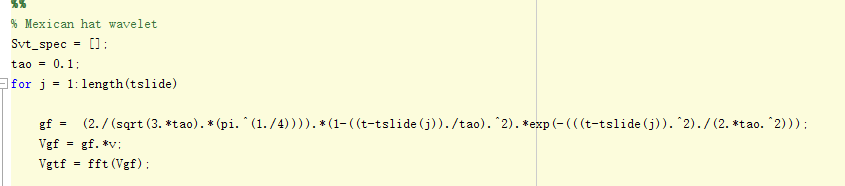 %%
% Mexican hat wavelet
Svt_spec = [];
tao = 0.1;
for j = 1:length(tslide)
gf =  (2./(sqrt(3.*tao).*(pi.^(1./4)))).*(1-((t-tslide(j))./tao).^2).*exp(-(((t-tslide(j)).^2)./(2.*tao.^2)));
Vgf = gf.*v;
Vgtf = fft(Vgf);